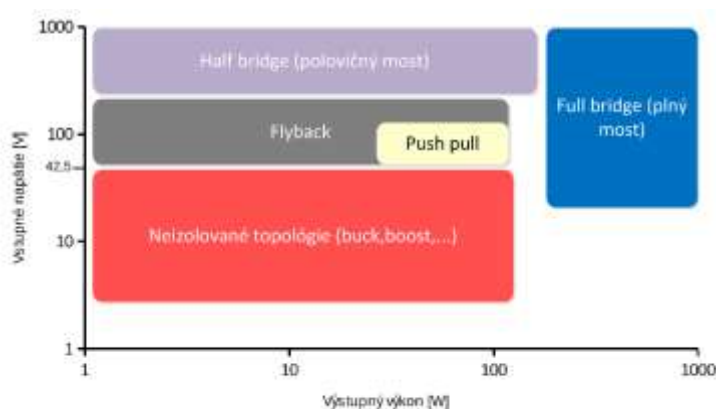 1000
Half bridge (polovičný most)
Full bridge (plný
most)
Flyback
Push pull
100
42.5
Vstupné napätie [V]
Neizolované topológie (buck,boost,...)
10
1
1
10
100
1000
Výstupný výkon [W]